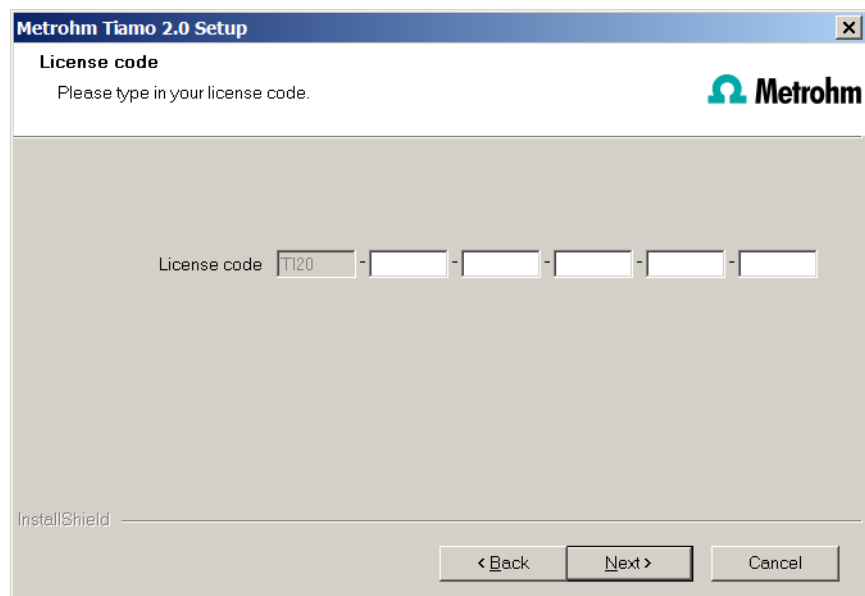 Metrohm Tiamo 2.0 Setup
License code
Please type in your license code.
Metrohm
License code TI20 - - - - -
InstallShield
< Back Next > Cancel